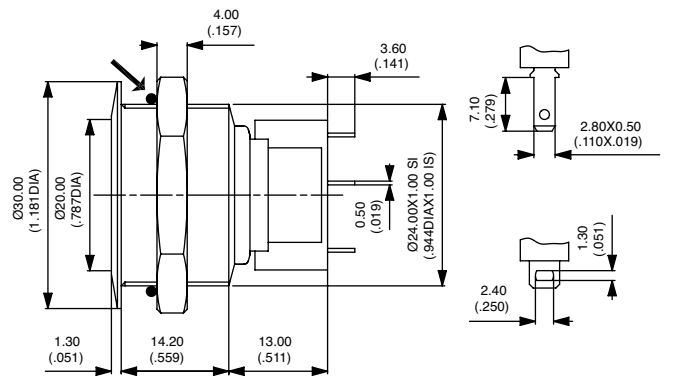 4.00
(.157)
3.60
(.141)
7.10
(.279)
2.80X0.50
(.110X.019)
Ø30.00
(1.181DIA)
Ø20.00
(.787DIA)
0.50
(.019)
Ø24.00X1.00 SI
(.944DIAX1.00 IS)
1.30
(.051)
2.40
(.250)
1.30
(.051)
14.20
(.559)
13.00
(.511)